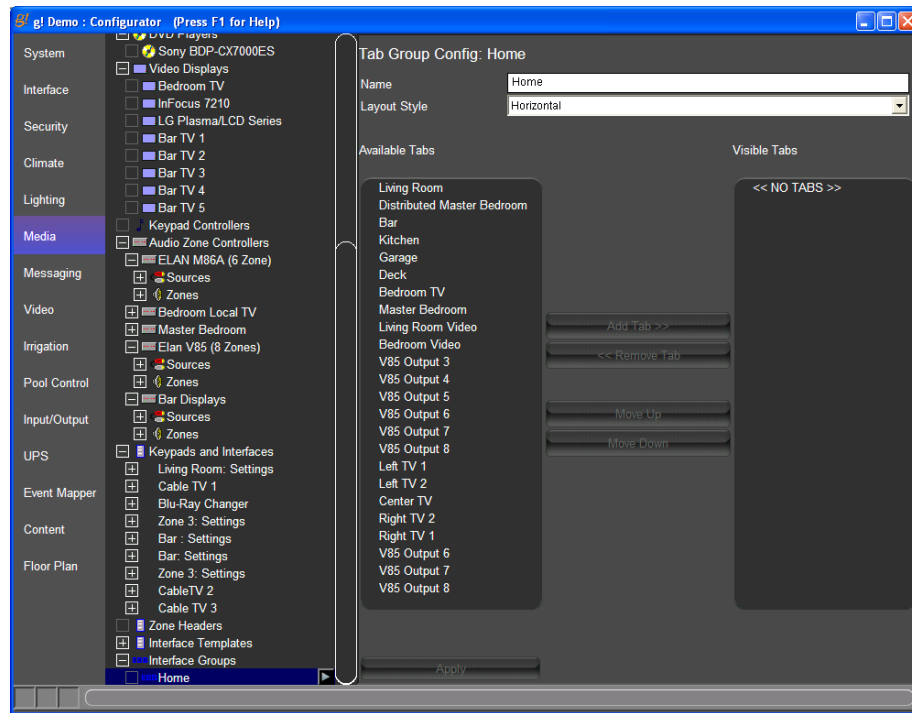 g! g! Demo : Configurator (Press F1 for Help)
System
Interface
Security
Climate
Lighting
Media
Messaging
Video
Irrigation
Pool Control
Input/Output
UPS
Event Mapper
Content
Floor Plan
DVD Players
Sony BDP-CX7000ES
Video Displays
Bedroom TV
InFocus 7210
LG Plasma/LCD Series
Bar TV 1
Bar TV 2
Bar TV 3
Bar TV 4
Bar TV 5
Keypad Controllers
Audio Zone Controllers
ELAN M86A (6 Zone)
Sources
Zones
Bedroom Local TV
Master Bedroom
Elan V85 (8 Zones)
Sources
Zones
Bar Displays
Sources
Zones
Keypads and Interfaces
Living Room: Settings
Cable TV 1
Blu-Ray Changer
Zone 3: Settings
Bar : Settings
Bar: Settings
Zone 3: Settings
CableTV 2
Cable TV 3
Zone Headers
Interface Templates
Interface Groups
Home
Tab Group Config: Home
Name Home
Layout Style Horizontal
Available Tabs
Living Room
Distributed Master Bedroom
Bar
Kitchen
Garage
Deck
Bedroom TV
Master Bedroom
Living Room Video
Bedroom Video
V85 Output 3
V85 Output 4
V85 Output 5
V85 Output 6
V85 Output 7
V85 Output 8
Left TV 1
Left TV 2
Center TV
Right TV 2
Right TV 1
V85 Output 6
V85 Output 7
V85 Output 8
Add Tab >>
<< Remove Tab
Move Up
Move Down
Visible Tabs
<< NO TABS >>
Apply